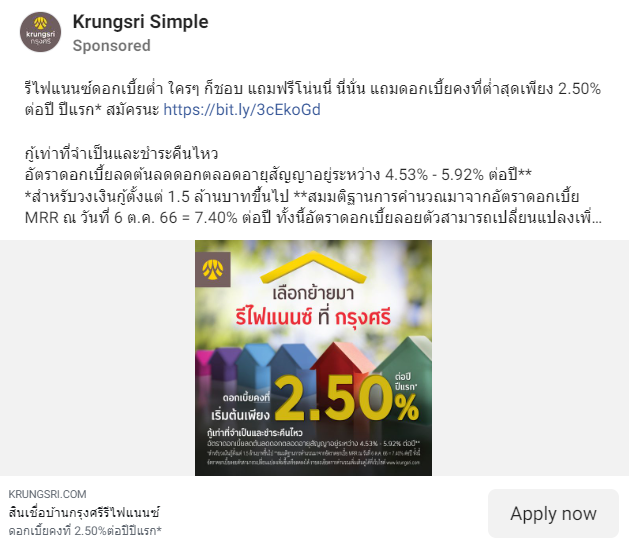 Krungsri Simple
Sponsored
รีไฟแนนซ์ดอกเบี้ยต่ำ ใครๆ ก็ชอบ แถมฟรีโน่นนี่ นี่นั่น แถมดอกเบี้ยคงที่ต่ำสุดเพียง 2.50%
ต่อปี ปีแรก* สมัครนะ https://bit.ly/3cEkoGd
กู้เท่าที่จำเป็นและชำระคืนไหว
อัตราดอกเบี้ยลดต้นลดดอกตลอดอายุสัญญาอยู่ระหว่าง 4.53% - 5.92% ต่อปี**
*สำหรับวงเงินกู้ตั้งแต่ 1.5 ล้านบาทขึ้นไป **สมมติฐานการคำนวณมาจากอัตราดอกเบี้ย
MRR ณ วันที่ 6 ต.ค. 66 = 7.40% ต่อปี ทั้งนี้อัตราดอกเบี้ยลอยตัวสามารถเปลี่ยนแปลงเพิ่...
krungsri
กรุงศรี
เลือกย้ายมา
รีไฟแนนซ์ ที่ กรุงศรี
ดอกเบี้ยคงที่
เริ่มต้นเพียง
2.50%
ต่อปี
ปีแรก*
กู้เท่าที่จำเป็นและชำระคืนไหว
อัตราดอกเบี้ยลดต้นลดดอกตลอดอายุสัญญาอยู่ระหว่าง 4.53% - 5.92% ต่อปี**
KRUNGSRI.COM
สินเชื่อบ้านกรุงศรีรีไฟแนนซ์
ดอกเบี้ยคงที่ 2.50%ต่อปีปีแรก*
Apply now